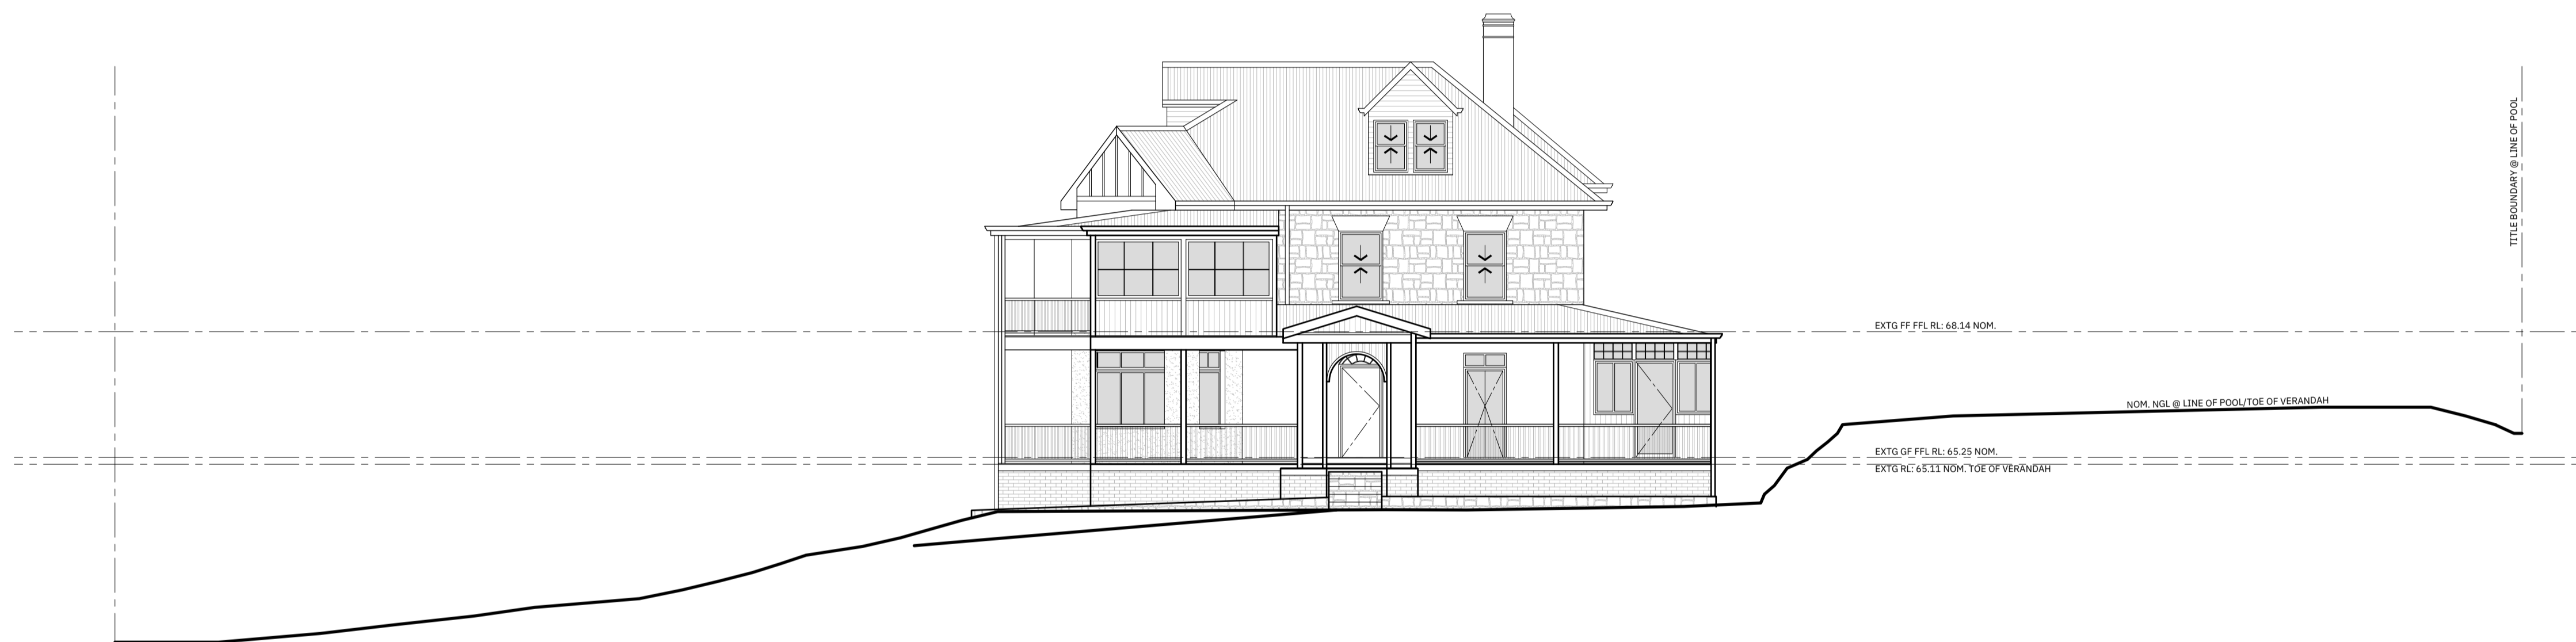 TITLE BOUNDARY @ LINE OF POOL
EXTG FF FFL RL: 68.14 NOM.
NOM. NGL @ LINE OF POOL/TOE OF VERANDAH
EXTG GF FFL RL: 65.25 NOM.
EXTG RL: 65.11 NOM. TOE OF VERANDAH